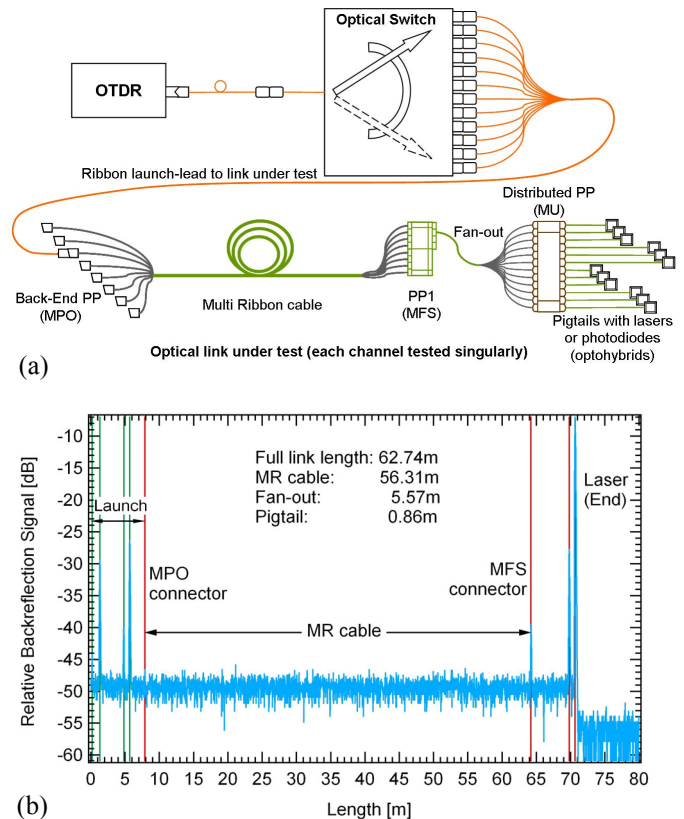 Optical Switch
OTDR
Ribbon launch-lead to link under test
Distributed PP
(MU)
Fan-out
Back-End PP
(MPO)
Multi Ribbon cable
PP1
(MFS)
Pigtails with lasers
or photodiodes
(optohybrids)
Optical link under test (each channel tested singularly)
(a)
Relative Backreflection Signal [dB]
-10
-15
-20
-25
-30
-35
-40
-45
-50
-55
-60
Full link length: 62.74m
MR cable: 56.31m
Fan-out: 5.57m
Pigtail: 0.86m
Laser
(End)
Launch
MPO
connector
MFS
connector
MR cable
0 5 10 15 20 25 30 35 40 45 50 55 60 65 70 75 80
Length [m]
(b)